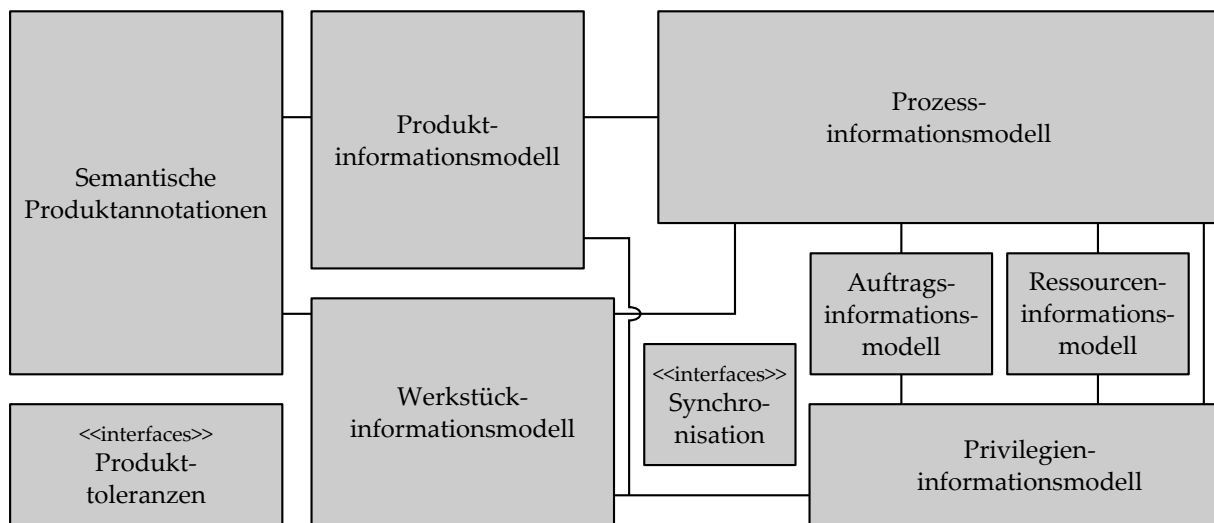 Semantische
Produktannotationen
Produkt-
informationsmodell
Prozess-
informationsmodell
Auftrags-
informations-
modell
Ressourcen-
informations-
modell
<<interfaces>>
Produkt-
toleranzen
Werkstück-
informationsmodell
<<interfaces>>
Synchro-
nisation
Privilegien-
informationsmodell